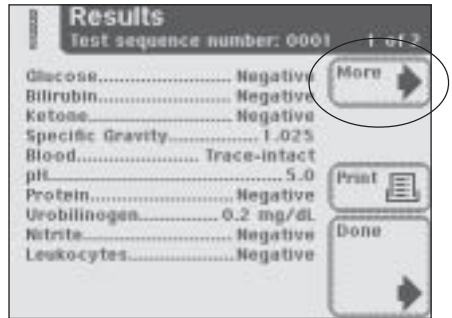 Results
Test sequence number: 0001 1 of 2
Glucose.................... Negative
Bilirubin.................. Negative
Ketone..................... Negative
Specific Gravity............... 1.025
Blood................ Trace-intact
pH................................. 5.0
Protein.................... Negative
Urobilinogen........... 0.2 mg/dL
Nitrite..................... Negative
Leukocytes.............. Negative
More
Print
Done